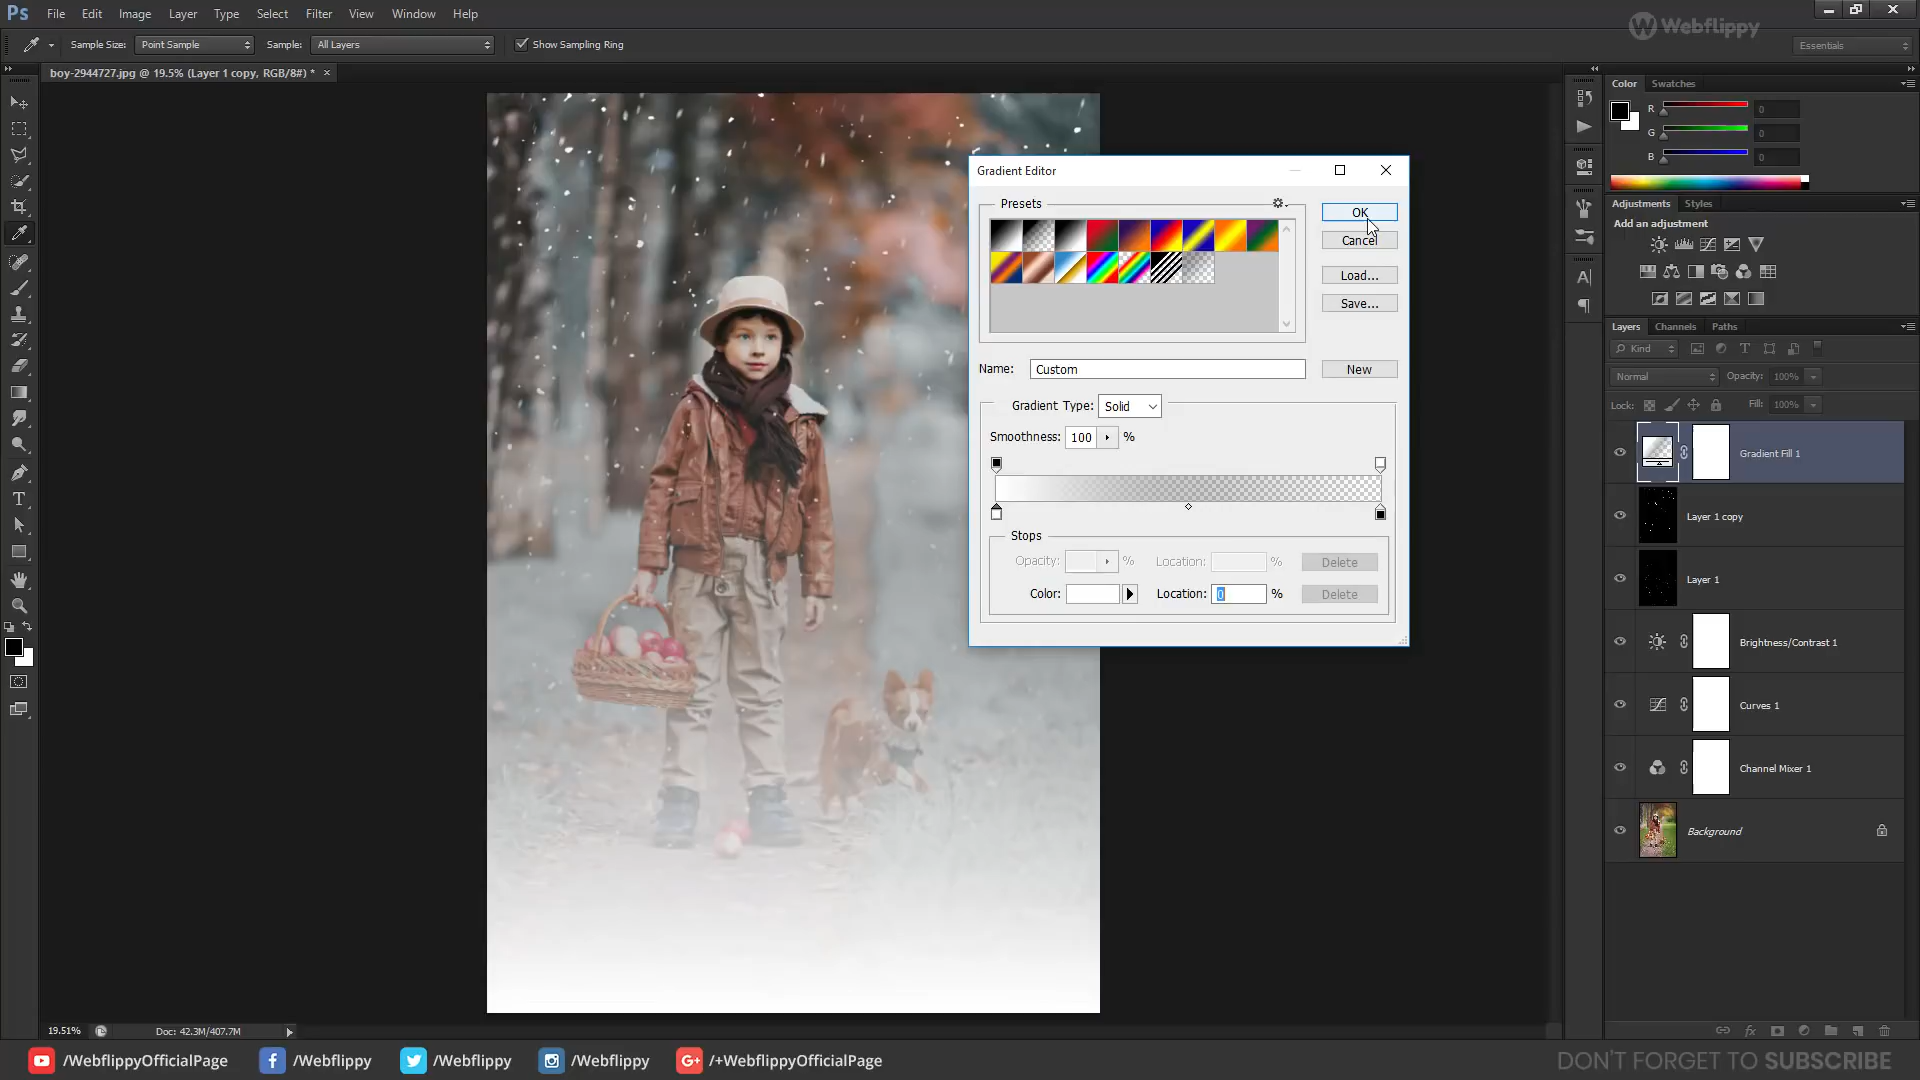 Ps File Edit Image Layer Type Select Filter View Window Help
Webflippy
Sample Size: Point Sample Sample: All Layers Show Sampling Ring
Essentials
boy-2944727.jpg @ 19.5% (Layer 1 copy, RGB/8#) * ×
Color Swatches
R 0
G 0
B 0
Gradient Editor
Presets
OK
Cancel
Load...
Save...
Name: Custom New
Gradient Type: Solid
Smoothness: 100 %
Stops
Opacity: % Location: % Delete
Color: Location: 0 % Delete
Adjustments Styles
Add an adjustment
A
Layers Channels Paths
Kind T
Normal Opacity: 100%
Lock: Fill: 100%
Gradient Fill 1
Layer 1 copy
Layer 1
Brightness/Contrast 1
Curves 1
Channel Mixer 1
Background
T
fx
19.51% Doc: 42.3M/407.7M
/WebflippyOfficialPage /Webflippy /Webflippy /Webflippy G+ /+WebflippyOfficialPage
DON'T FORGET TO SUBSCRIBE